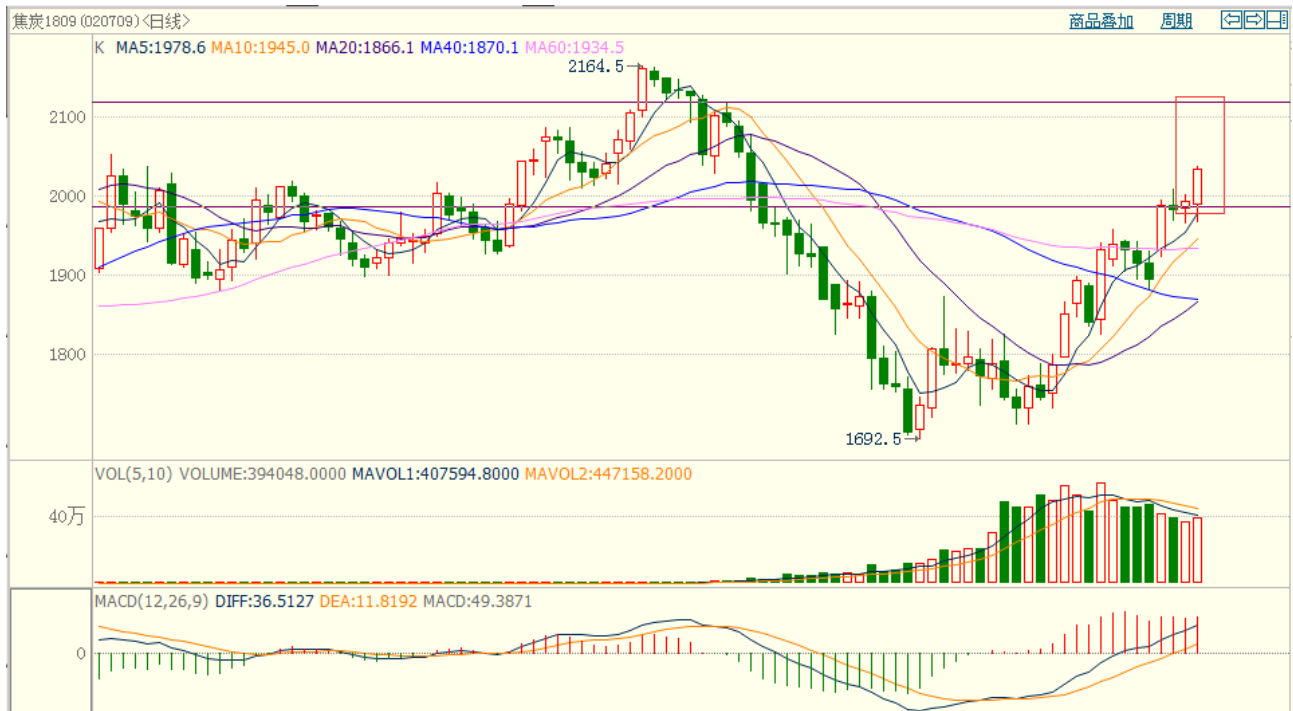 焦炭1809(020709)<日线> 商品叠加 周期
K MA5:1978.6 MA10:1945.0 MA20:1866.1 MA40:1870.1 MA60:1934.5
2164.5
2100
2000
1900
1800
1692.5
VOL(5,10) VOLUME:394048.0000 MAVOL1:407594.8000 MAVOL2:447158.2000
40万
MACD(12,26,9) DIFF:36.5127 DEA:11.8192 MACD:49.3871
0